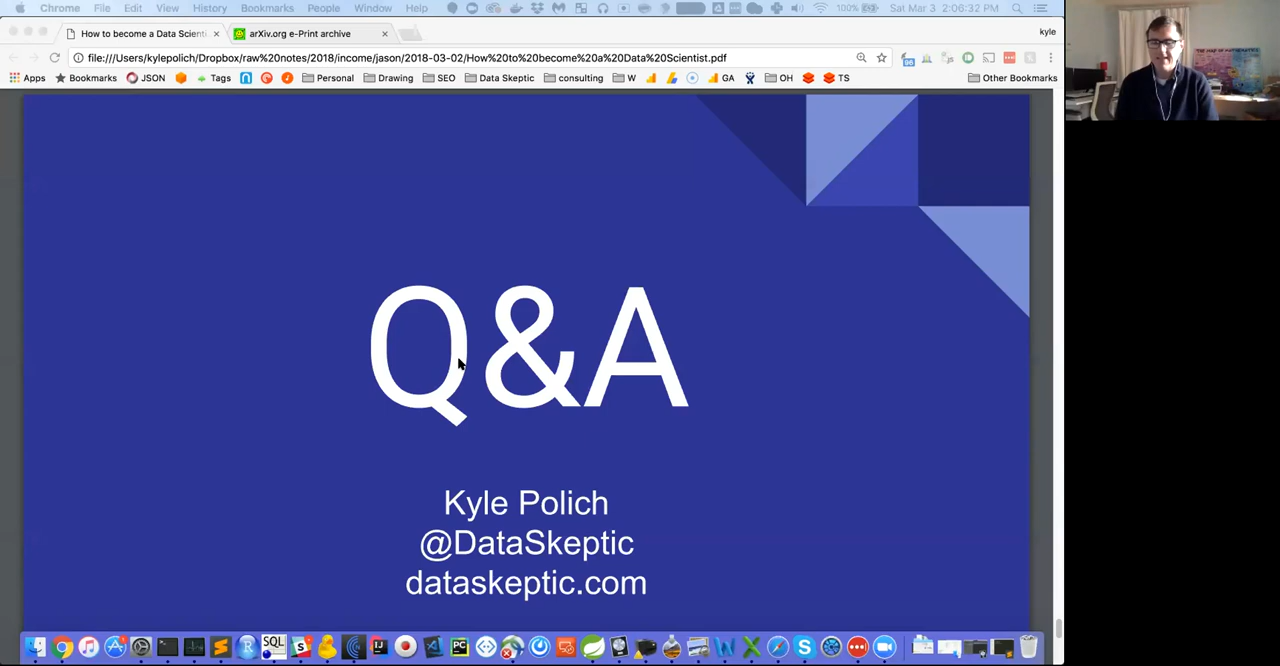 Chrome File Edit View History Bookmarks People Window Help 100% Sat Mar 3 2:06:32 PM
How to become a Data Scienti × arXiv.org e-Print archive × kyle
file:///Users/kylepolich/Dropbox/raw%20notes/2018/income/jason/2018-03-02/How%20to%20become%20a%20Data%20Scientist.pdf
Apps Bookmarks JSON Tags Personal Drawing SEO Data Skeptic consulting W GA OH TS Other Bookmarks
Q&A
Kyle Polich
@DataSkeptic
dataskeptic.com